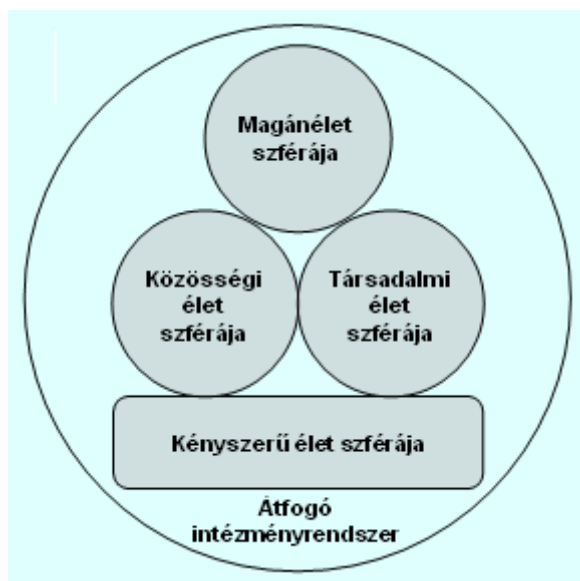 Magánélet
szférája
Közösségi
élet
szférája
Társadalmi
élet
szférája
Kényszerű élet szférája
Átfogó
intézményrendszer